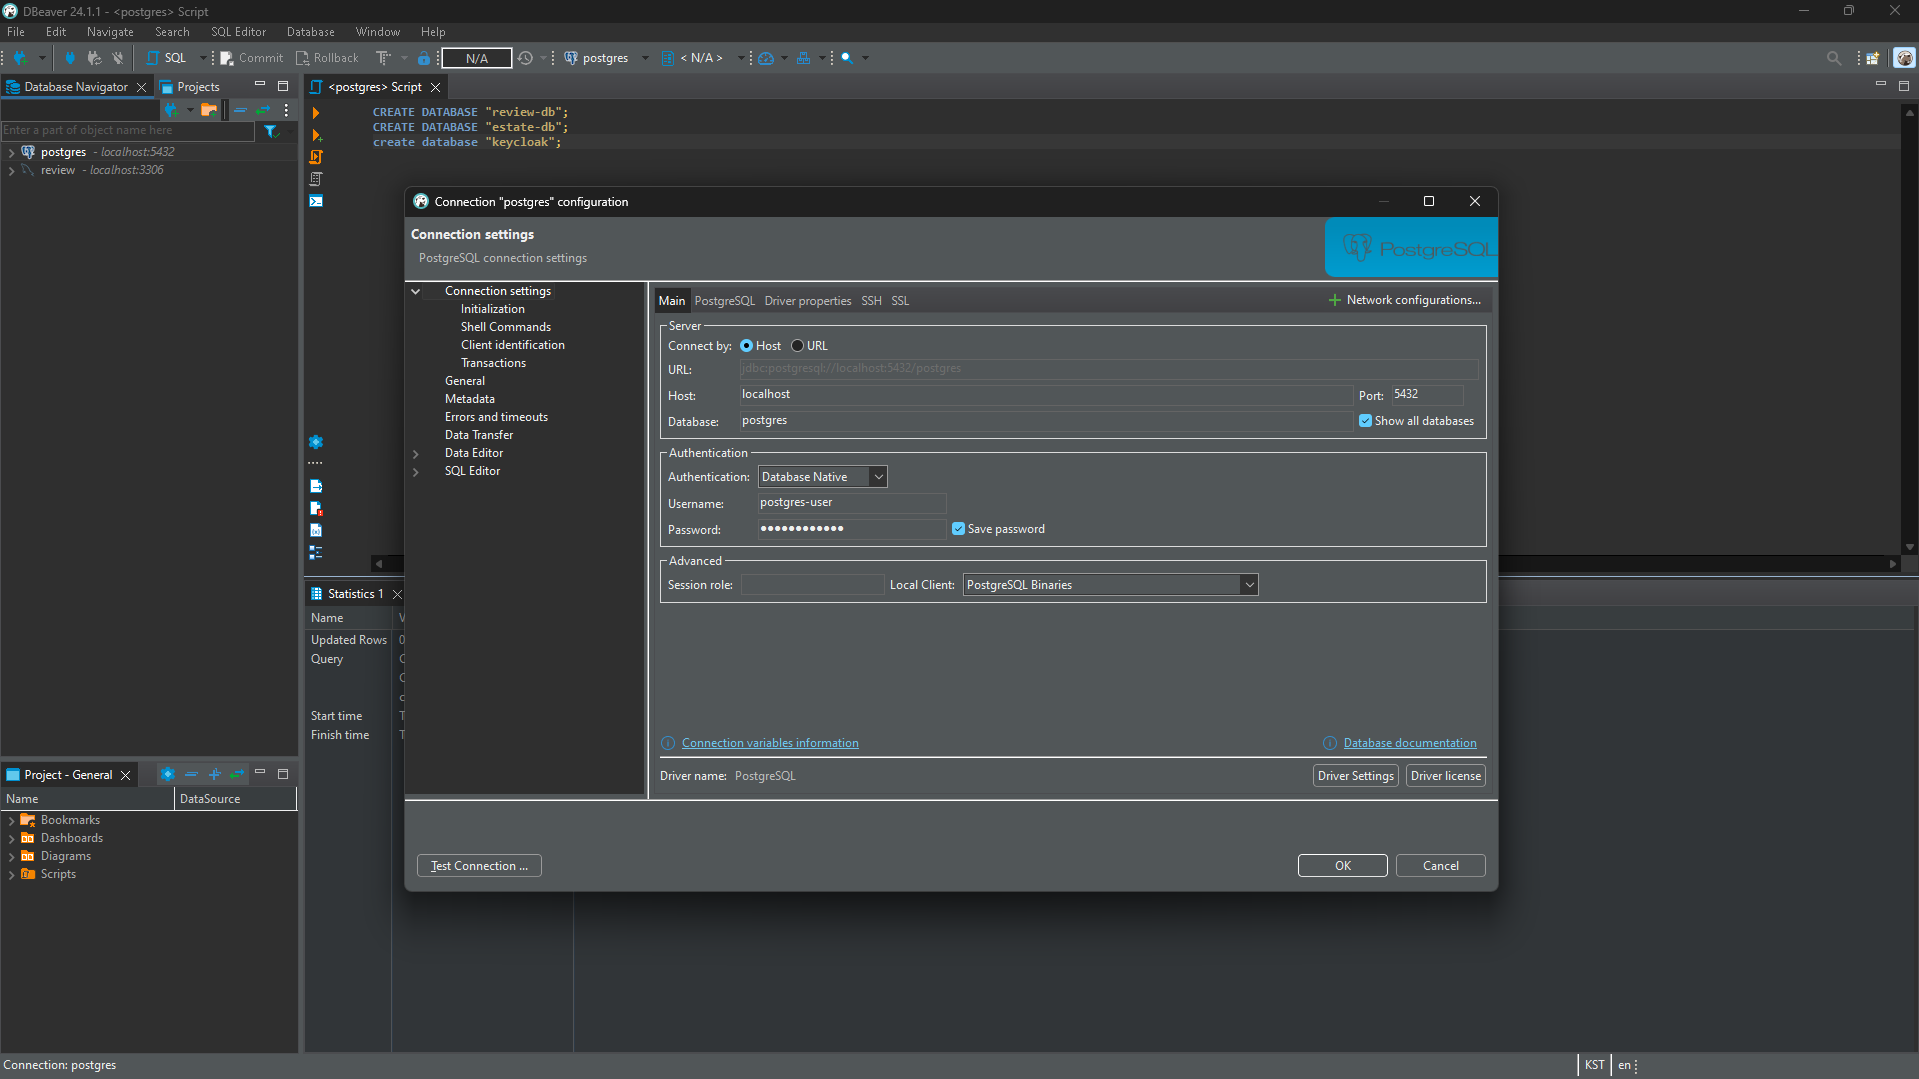 DBeaver 24.1.1 - <postgres> Script
File Edit Navigate Search SQL Editor Database Window Help
SQL Commit Rollback N/A postgres < N/A >
Database Navigator Projects
<postgres> Script
Enter a part of object name here
postgres - localhost:5432
review - localhost:3306
CREATE DATABASE "review-db";
CREATE DATABASE "estate-db";
create database "keycloak";
Connection "postgres" configuration
Connection settings
PostgreSQL connection settings
PostgreSQL
Connection settings
Initialization
Shell Commands
Client identification
Transactions
General
Metadata
Errors and timeouts
Data Transfer
Data Editor
SQL Editor
Main PostgreSQL Driver properties SSH SSL
Network configurations...
Server
Connect by: Host URL
URL: jdbc:postgresql://localhost:5432/postgres
Host: localhost Port: 5432
Database: postgres Show all databases
Authentication
Authentication: Database Native
Username: postgres-user
Password: ●●●●●●●●●●●● Save password
Advanced
Session role: Local Client: PostgreSQL Binaries
Connection variables information Database documentation
Driver name: PostgreSQL Driver Settings Driver license
Test Connection ... OK Cancel
Statistics 1
Name
Updated Rows
Query
Start time
Finish time
Project - General
Name DataSource
Bookmarks
Dashboards
Diagrams
Scripts
Connection: postgres
KST en